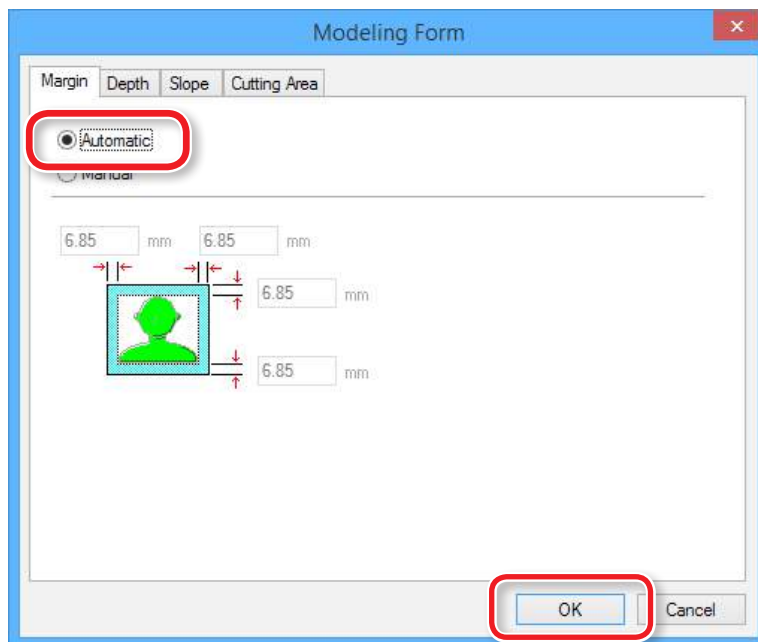 Modeling Form
Margin Depth Slope Cutting Area
Automatic
Manual
6.85 mm 6.85 mm
6.85 mm
6.85 mm
OK Cancel